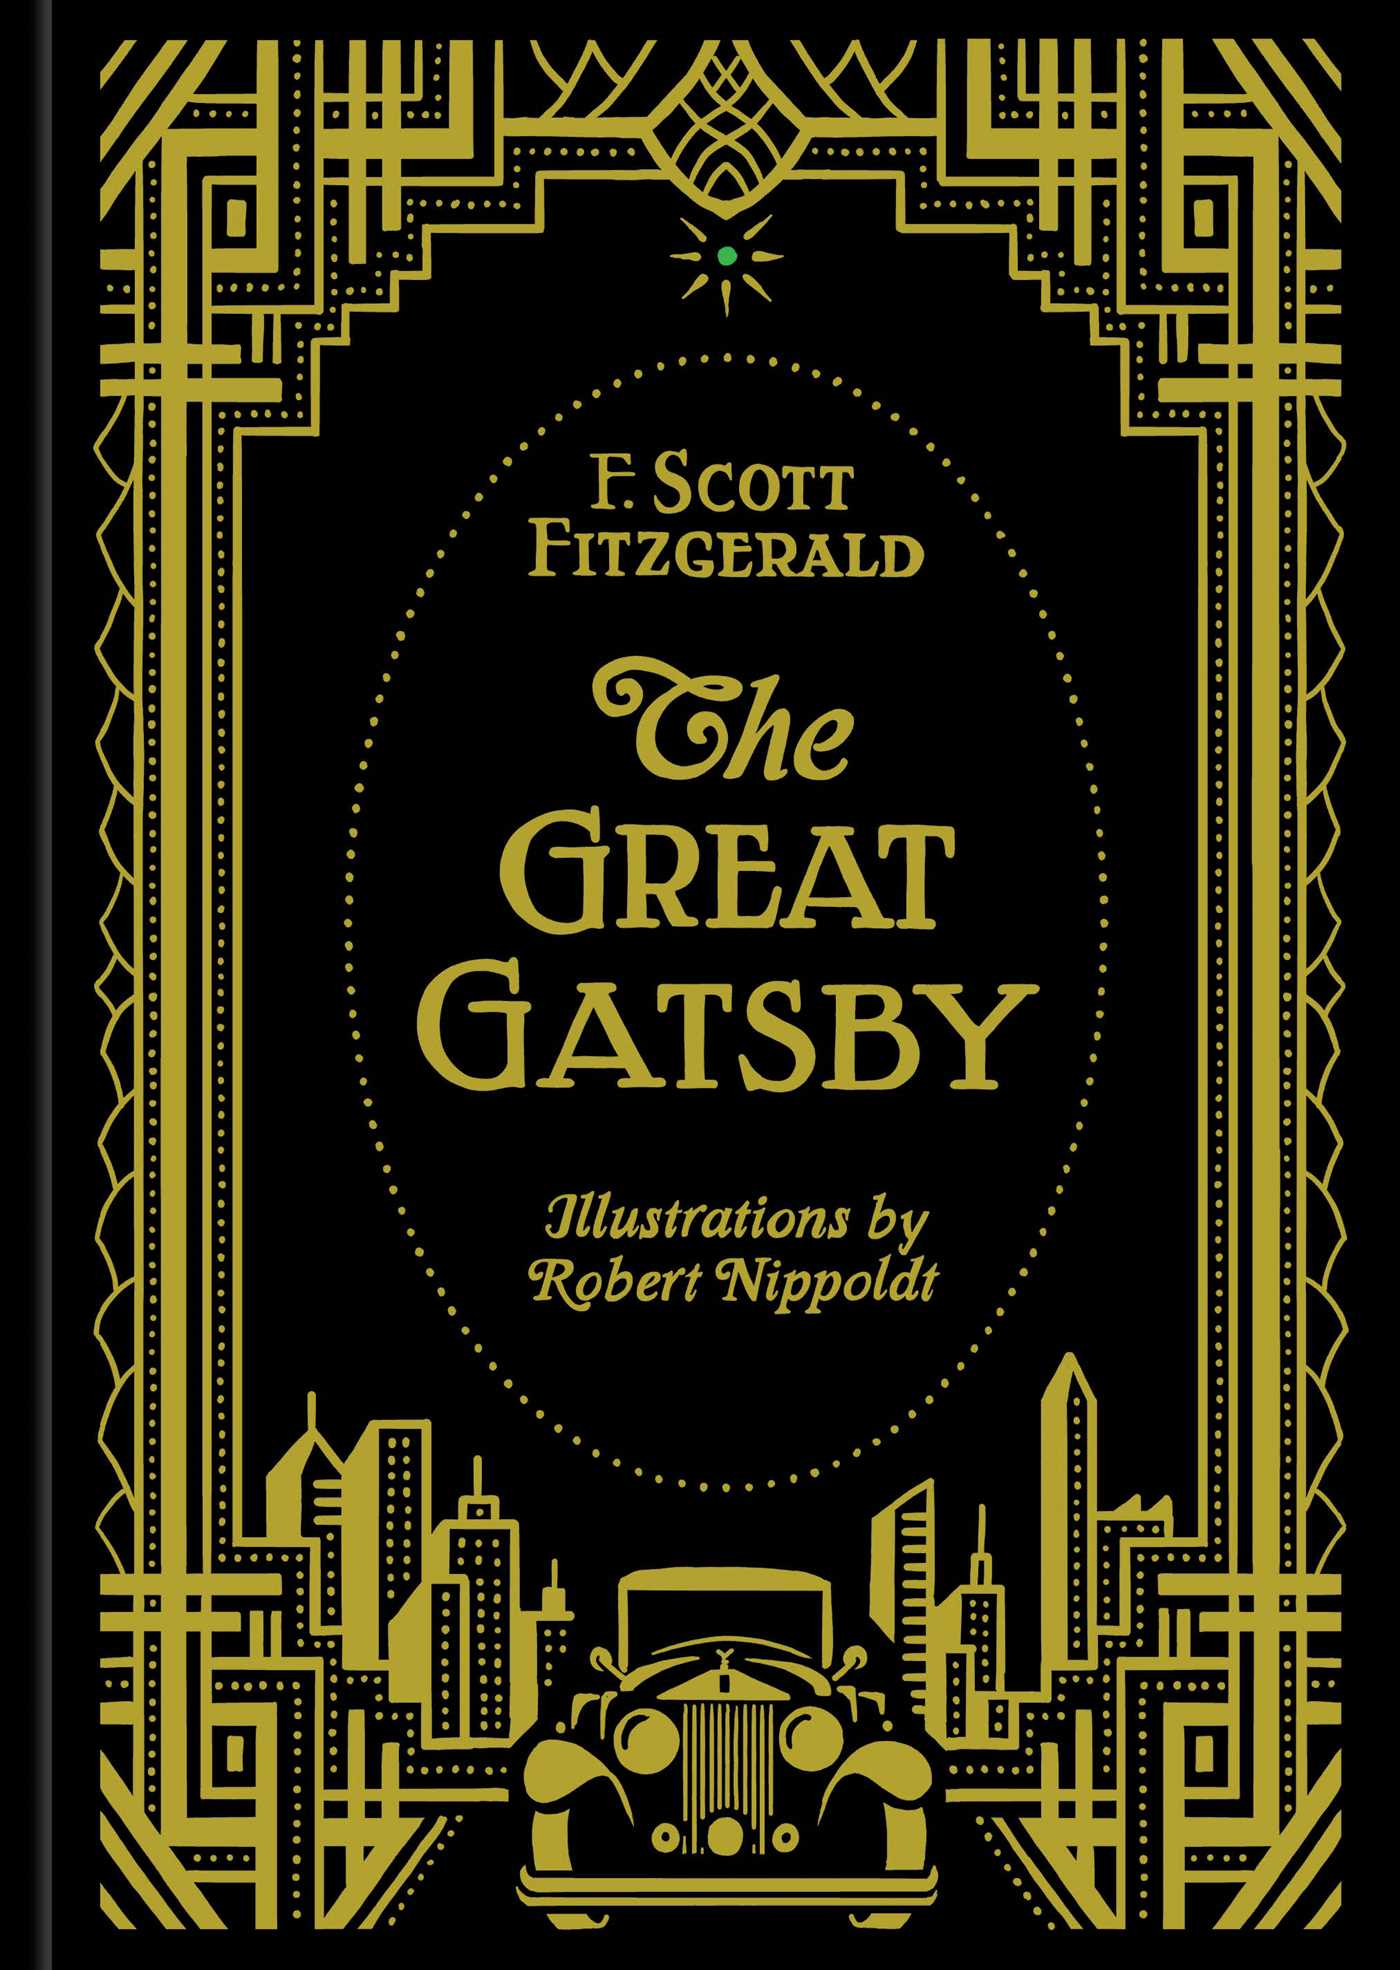 F. SCOTT
FITZGERALD
The
GREAT
GATSBY
Illustrations by
Robert Nippoldt